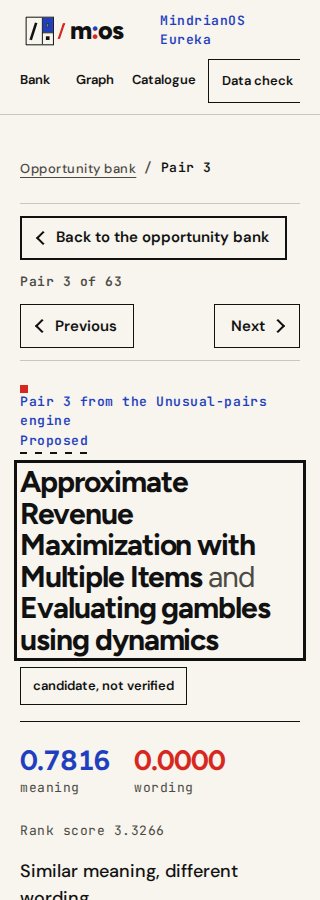 / / m:os
MindrianOS
Eureka
Bank Graph Catalogue Data check
Opportunity bank / Pair 3
Back to the opportunity bank
Pair 3 of 63
Previous Next
Pair 3 from the Unusual-pairs
engine
Proposed
Approximate
Revenue
Maximization with
Multiple Items and
Evaluating gambles
using dynamics
candidate, not verified
0.7816 0.0000
meaning wording
Rank score 3.3266
Similar meaning, different
wording